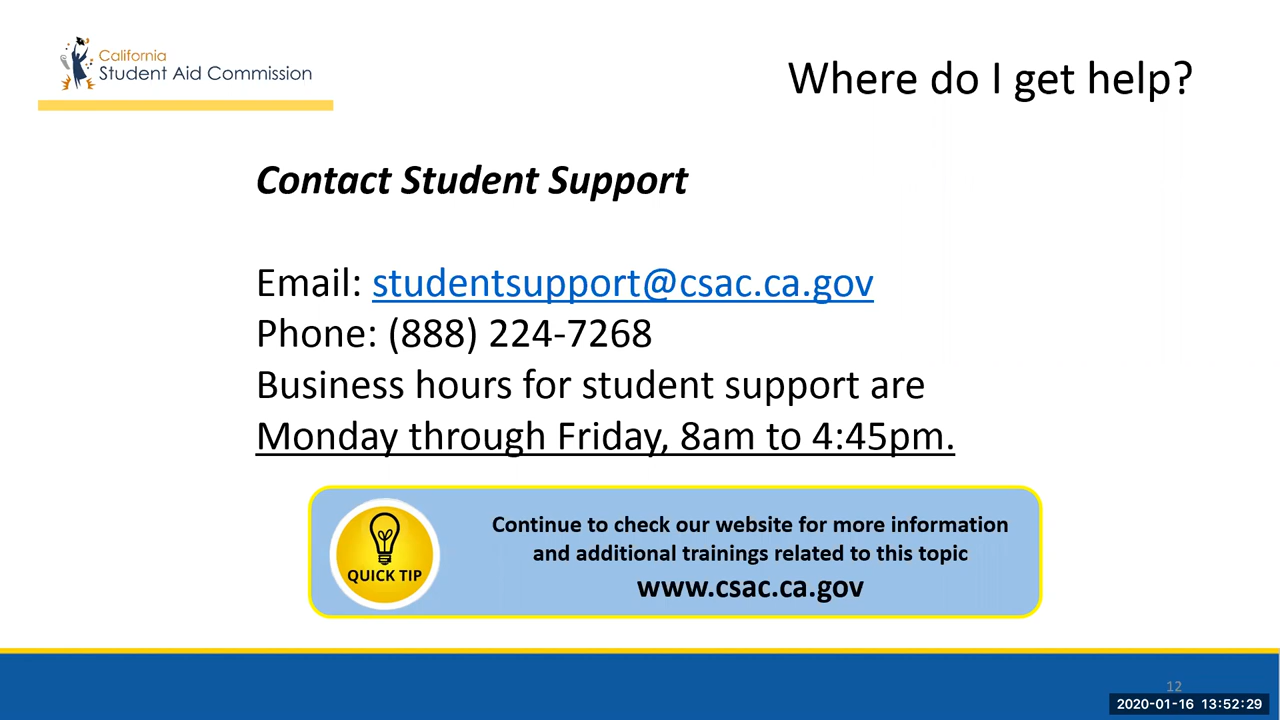 California
Student Aid Commission
Where do I get help?
Contact Student Support
Email: studentsupport@csac.ca.gov
Phone: (888) 224-7268
Business hours for student support are
Monday through Friday, 8am to 4:45pm.
QUICK TIP
Continue to check our website for more information
and additional trainings related to this topic
www.csac.ca.gov
12
2020-01-16 13:52:29